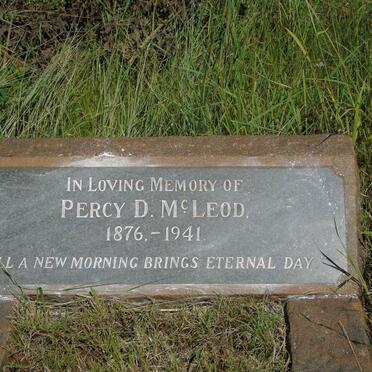 In Loving Memory of
Percy D. McLeod,
1876.–1941.
a new morning brings eternal day